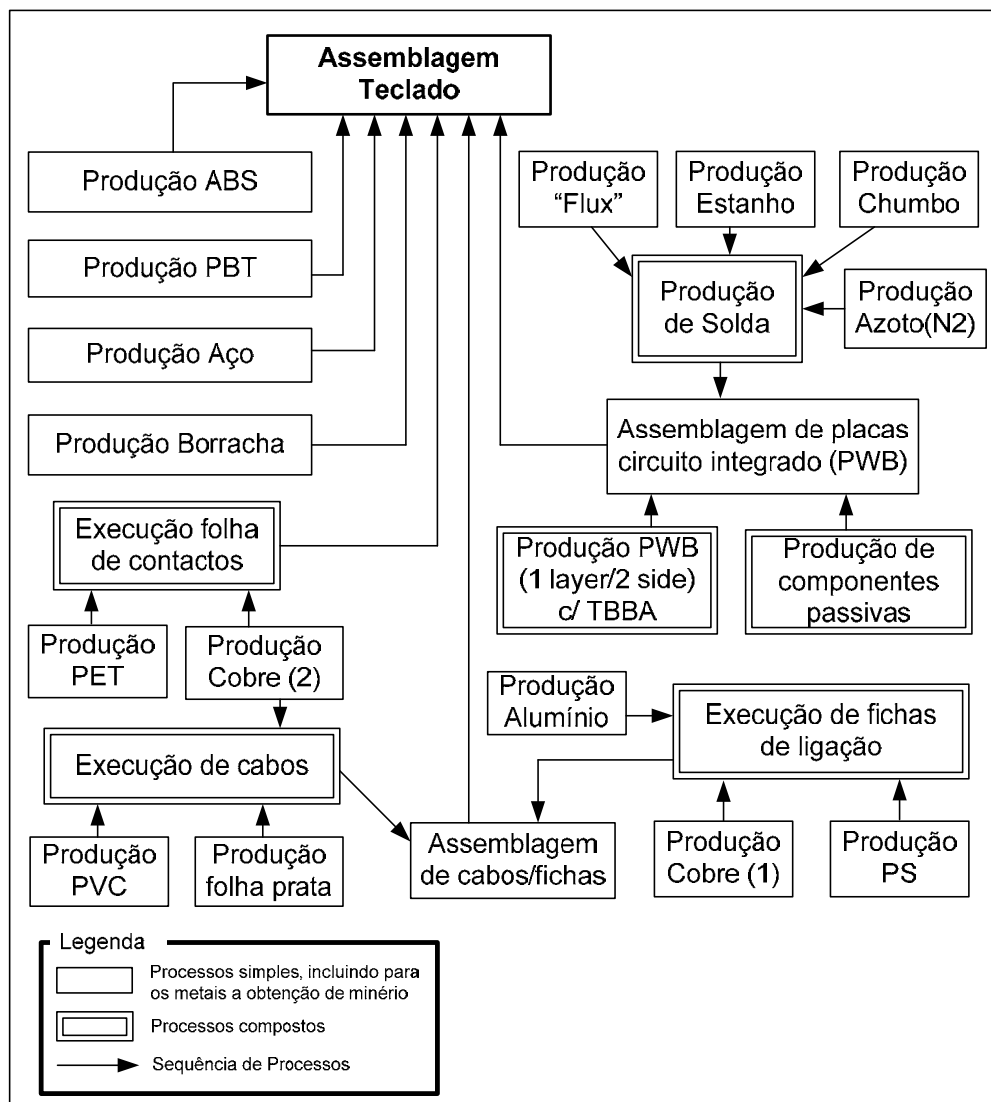 Assemblagem
Teclado
Produção ABS
Produção PBT
Produção Aço
Produção Borracha
Produção
“Flux”
Produção
Estanho
Produção
Chumbo
Produção
de Solda
Produção
Azoto(N2)
Assemblagem de placas
circuito integrado (PWB)
Execução folha
de contactos
Produção PWB
(1 layer/2 side)
c/ TBBA
Produção de
componentes
passivas
Produção
PET
Produção
Cobre (2)
Produção
Alumínio
Execução de fichas
de ligação
Execução de cabos
Produção
PVC
Produção
folha prata
Assemblagem
de cabos/fichas
Produção
Cobre (1)
Produção
PS
Legenda
Processos simples, incluindo para
os metais a obtenção de minério
Processos compostos
Sequência de Processos